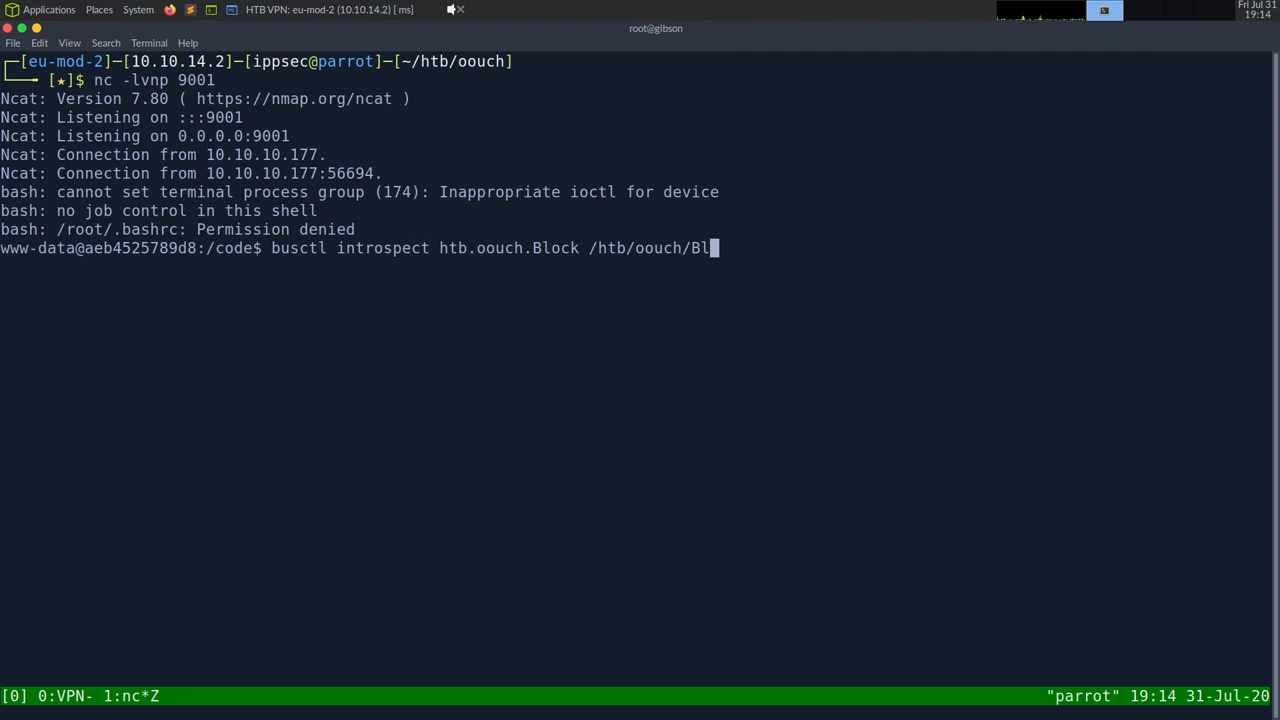 Applications Places System HTB VPN: eu-mod-2 (10.10.14.2) [ ms] Fri Jul 31
19:14
root@gibson
File Edit View Search Terminal Help
┌─[eu-mod-2]─[10.10.14.2]─[ippsec@parrot]─[~/htb/oouch]
└──╼ [★]$ nc -lvnp 9001
Ncat: Version 7.80 ( https://nmap.org/ncat )
Ncat: Listening on :::9001
Ncat: Listening on 0.0.0.0:9001
Ncat: Connection from 10.10.10.177.
Ncat: Connection from 10.10.10.177:56694.
bash: cannot set terminal process group (174): Inappropriate ioctl for device
bash: no job control in this shell
bash: /root/.bashrc: Permission denied
www-data@aeb4525789d8:/code$ busctl introspect htb.oouch.Block /htb/oouch/Bl
[0] 0:VPN- 1:nc*Z "parrot" 19:14 31-Jul-20